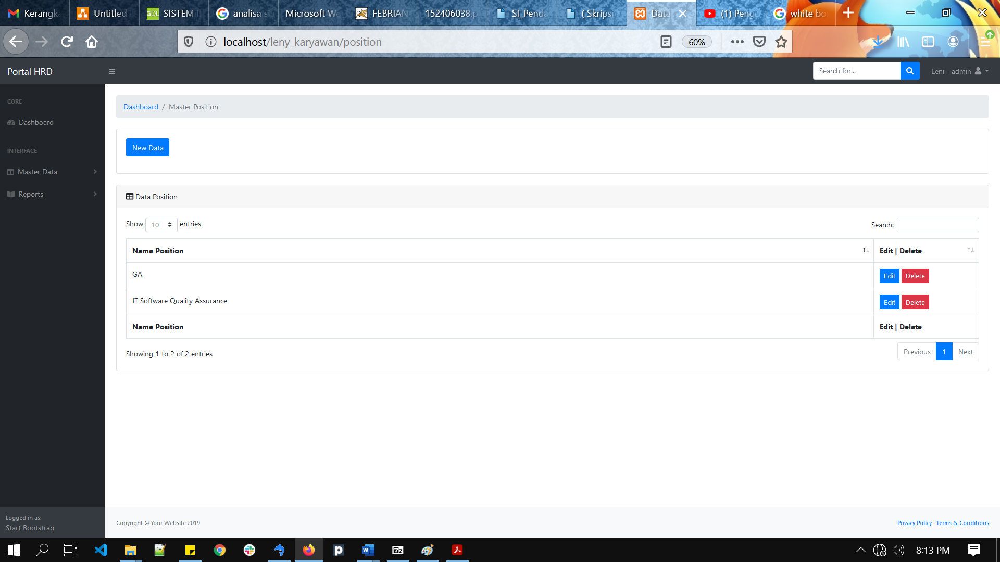 Kerangk Untitled GDL SISTEM I analisa s Microsoft W FEBRIAN 152406038.p SI_Penda ( Skripsi Data (1) Peng white bo
localhost/leny_karyawan/position 60%
Portal HRD Search for... Leni - admin
CORE
Dashboard
INTERFACE
Master Data
Reports
Dashboard / Master Position
New Data
Data Position
Show 10 entries Search:
Name Position Edit | Delete
GA Edit Delete
IT Software Quality Assurance Edit Delete
Name Position Edit | Delete
Showing 1 to 2 of 2 entries Previous 1 Next
Logged in as:
Start Bootstrap
Copyright © Your Website 2019 Privacy Policy · Terms & Conditions
8:13 PM